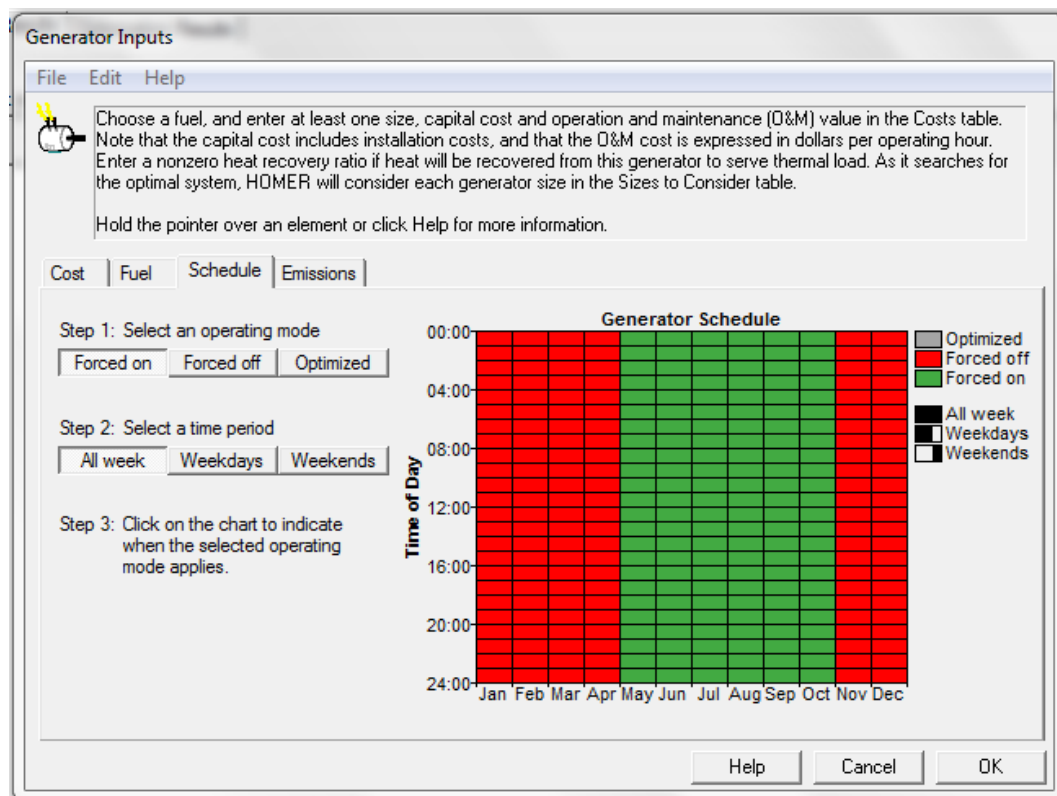 Generator Inputs
File Edit Help
Choose a fuel, and enter at least one size, capital cost and operation and maintenance (O&M) value in the Costs table.
Note that the capital cost includes installation costs, and that the O&M cost is expressed in dollars per operating hour.
Enter a nonzero heat recovery ratio if heat will be recovered from this generator to serve thermal load. As it searches for
the optimal system, HOMER will consider each generator size in the Sizes to Consider table.
Hold the pointer over an element or click Help for more information.
Cost Fuel Schedule Emissions
Step 1: Select an operating mode
Forced on Forced off Optimized
Step 2: Select a time period
All week Weekdays Weekends
Step 3: Click on the chart to indicate
when the selected operating
mode applies.
Generator Schedule
Time of Day
00:00
04:00
08:00
12:00
16:00
20:00
24:00
Jan Feb Mar Apr May Jun Jul Aug Sep Oct Nov Dec
Optimized
Forced off
Forced on
All week
Weekdays
Weekends
Help Cancel OK